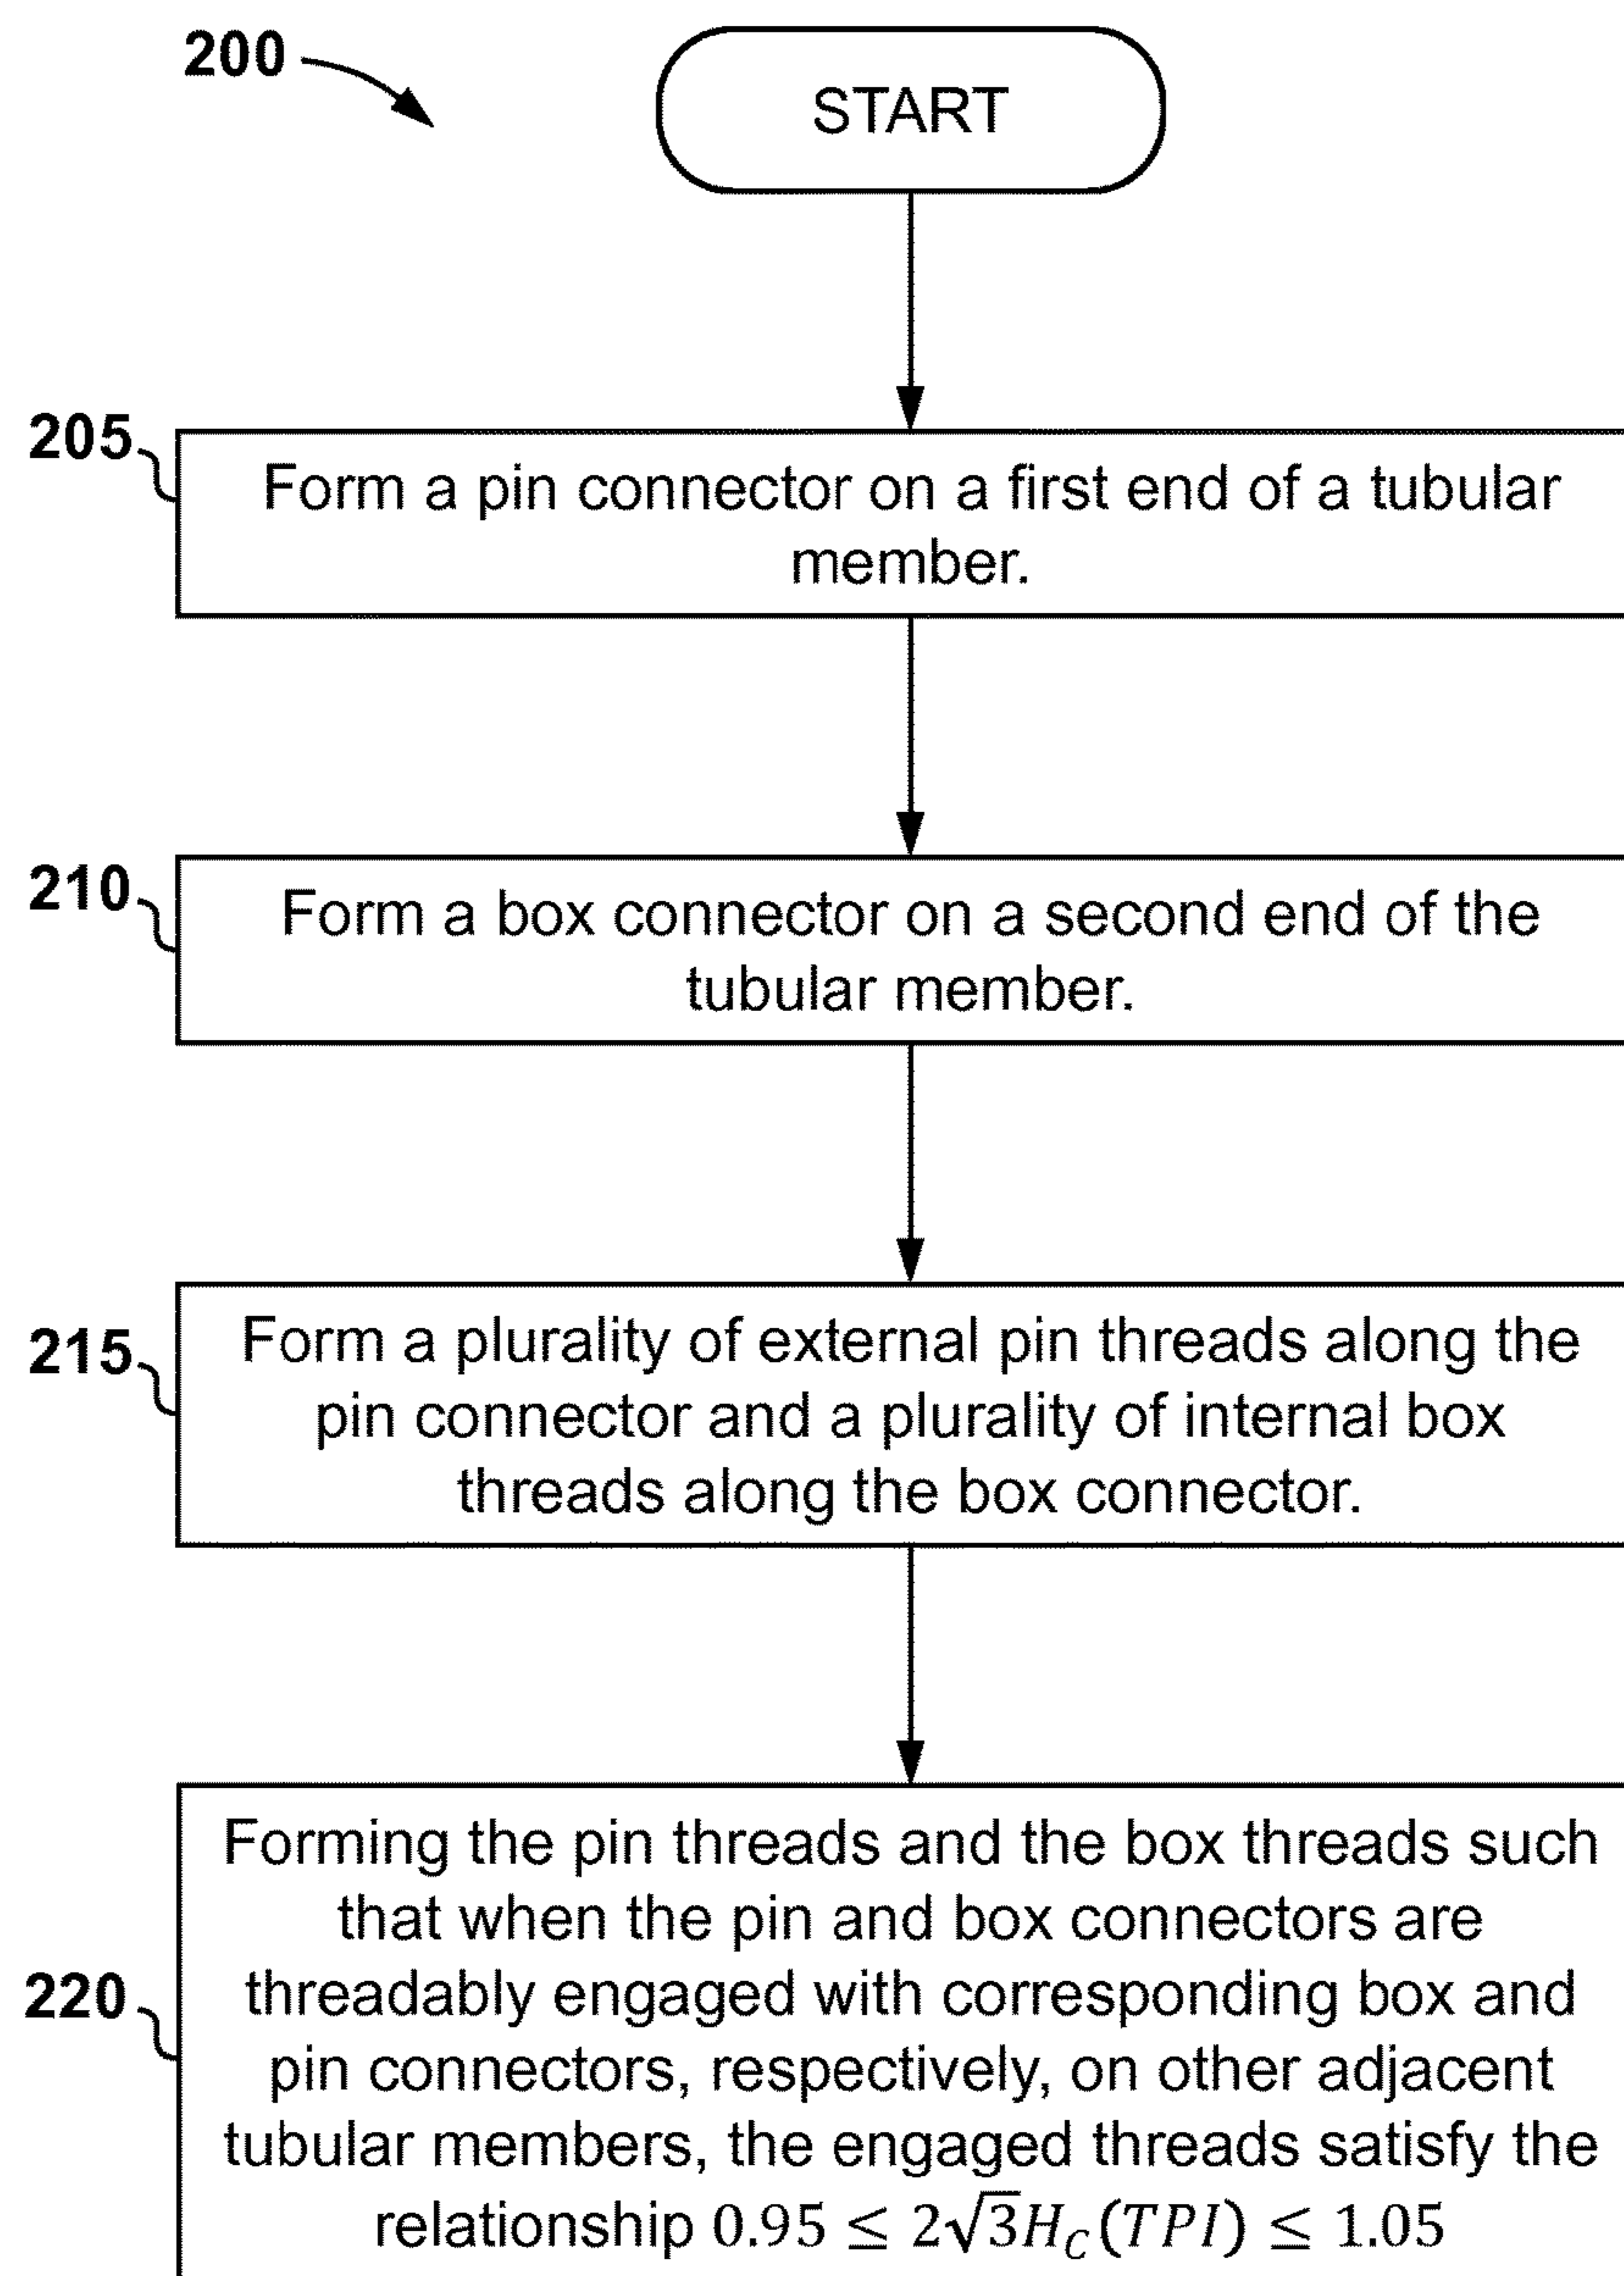 200
START
205
Form a pin connector on a first end of a tubular
member.
210
Form a box connector on a second end of the
tubular member.
215
Form a plurality of external pin threads along the
pin connector and a plurality of internal box
threads along the box connector.
220
Forming the pin threads and the box threads such
that when the pin and box connectors are
threadably engaged with corresponding box and
pin connectors, respectively, on other adjacent
tubular members, the engaged threads satisfy the
relationship 0.95 ≤ 2√3H_C(TPI) ≤ 1.05